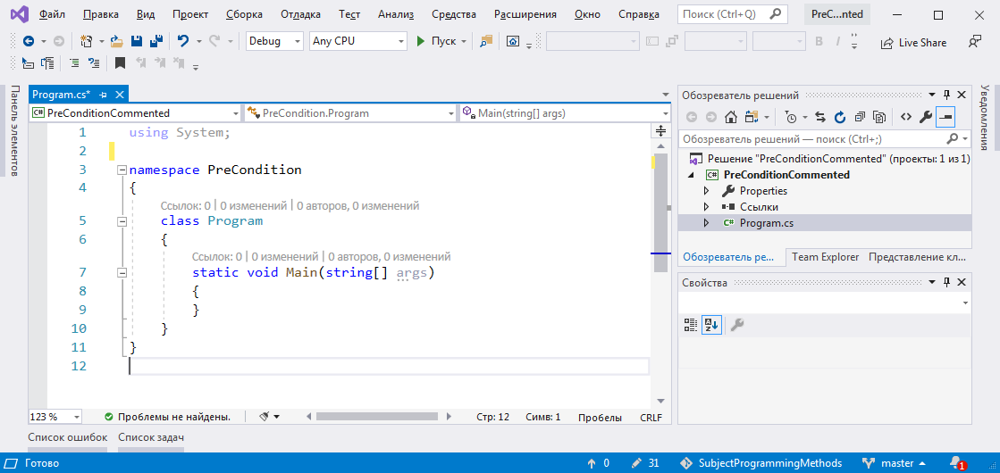 Файл Правка Вид Проект Сборка Отладка Тест Анализ Средства Расширения Окно Справка Поиск (Ctrl+Q) PreC...nted
Debug Any CPU Пуск B I Live Share
Панель элементов
Program.cs*
PreConditionCommented PreCondition.Program Main(string[] args)
1 using System;
2
3 namespace PreCondition
4 {
Ссылок: 0 | 0 изменений | 0 авторов, 0 изменений
5 class Program
6 {
Ссылок: 0 | 0 изменений | 0 авторов, 0 изменений
7 static void Main(string[] args)
8 {
9 }
10 }
11 }
12
123 % Проблемы не найдены. Стр: 12 Симв: 1 Пробелы CRLF
Список ошибок Список задач
Обозреватель решений
Обозреватель решений — поиск (Ctrl+;)
Решение "PreConditionCommented" (проекты: 1 из 1)
C# PreConditionCommented
Properties
Ссылки
C# Program.cs
Обозреватель ре... Team Explorer Представление кл...
Свойства
Уведомления
Готово 0 31 SubjectProgrammingMethods master 1